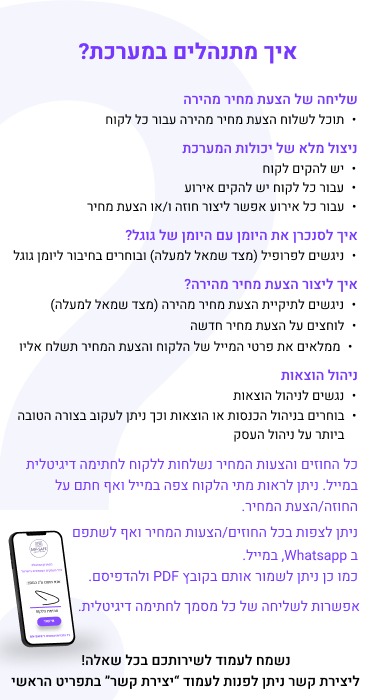 איך מתנהלים במערכת?
שליחה של הצעת מחיר מהירה
• תוכל לשלוח הצעת מחיר מהירה עבור כל לקוח
ניצול מלא של יכולות המערכת
• יש להקים לקוח
• עבור כל לקוח יש להקים אירוע
• עבור כל אירוע אפשר ליצור חוזה ו/או הצעת מחיר
איך לסנכרן את היומן עם היומן של גוגל?
• ניגשים לפרופיל (מצד שמאל למעלה) ובוחרים בחיבור ליומן גוגל
איך ליצור הצעת מחיר מהירה?
• ניגשים לתיקיית הצעת מחיר מהירה (מצד שמאל למעלה)
• לוחצים על הצעת מחיר חדשה
• ממלאים את פרטי המייל של הלקוח והצעת המחיר תשלח אליו
ניהול הוצאות
• נגשים לניהול הוצאות
• בוחרים בניהול הכנסות או הוצאות וכך ניתן לעקוב בצורה הטובה
ביותר על ניהול העסק
כל החוזים והצעות המחיר נשלחות ללקוח לחתימה דיגיטלית
במייל. ניתן לראות מתי הלקוח צפה במייל ואף חתם על
החוזה/הצעת המחיר.
ניתן לצפות בכל החוזים/הצעות המחיר ואף לשתפם
ב Whatsapp, במייל.
כמו כן ניתן לשמור אותם בקובץ PDF ולהדפיסם.
אפשרות לשליחה של כל מסמך לחתימה דיגיטלית.
נשמח לעמוד לשירותכם בכל שאלה!
ליצירת קשר ניתן לפנות לעמוד “יצירת קשר” בתפריט הראשי